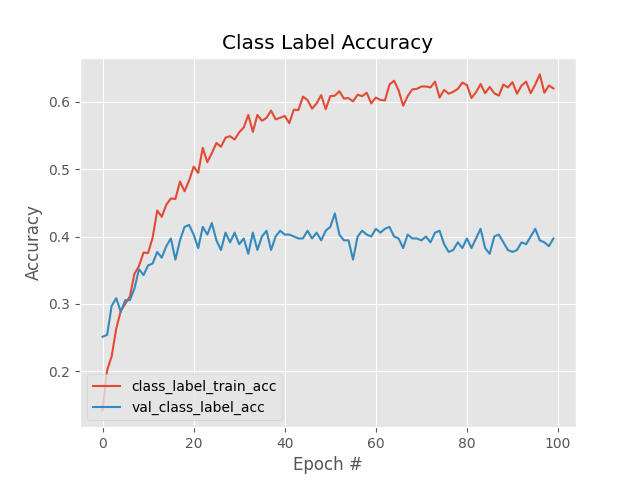 Class Label Accuracy
Accuracy
0.6
0.5
0.4
0.3
0.2
class_label_train_acc
val_class_label_acc
0 20 40 60 80 100
Epoch #